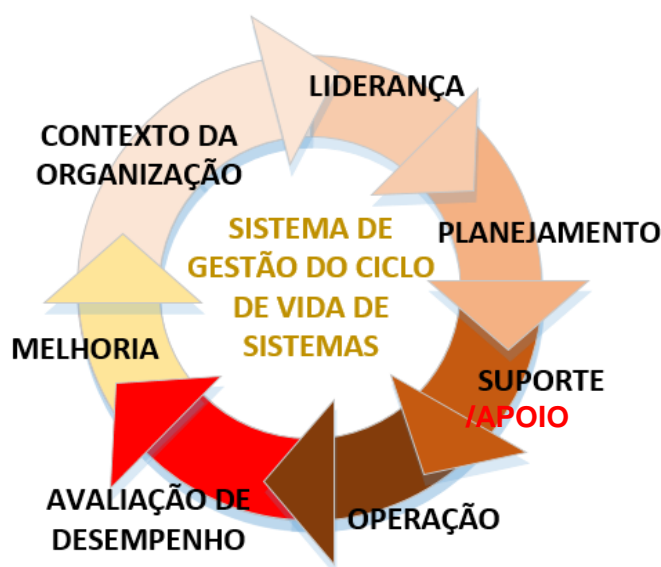 LIDERANÇA
CONTEXTO DA
ORGANIZAÇÃO
SISTEMA DE
GESTÃO DO CICLO
DE VIDA DE
SISTEMAS
PLANEJAMENTO
MELHORIA
SUPORTE
/APOIO
AVALIAÇÃO DE
DESEMPENHO
OPERAÇÃO